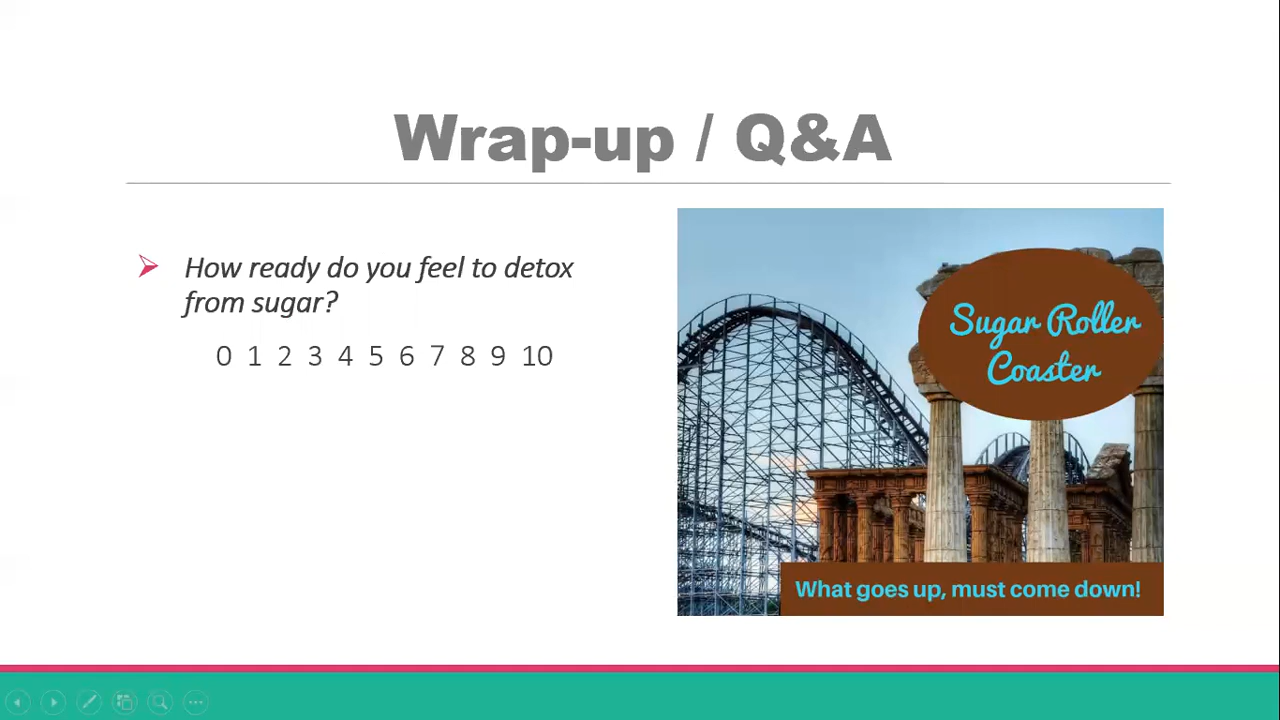 Wrap-up / Q&A
How ready do you feel to detox
from sugar?
0 1 2 3 4 5 6 7 8 9 10
Sugar Roller
Coaster
What goes up, must come down!